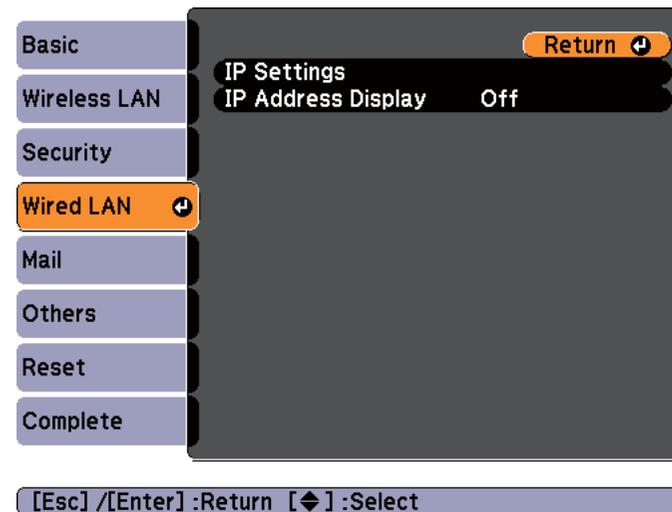 Basic
Wireless LAN
Security
Wired LAN
Mail
Others
Reset
Complete
Return
IP Settings
IP Address Display Off
[Esc] /[Enter] :Return [◆] :Select